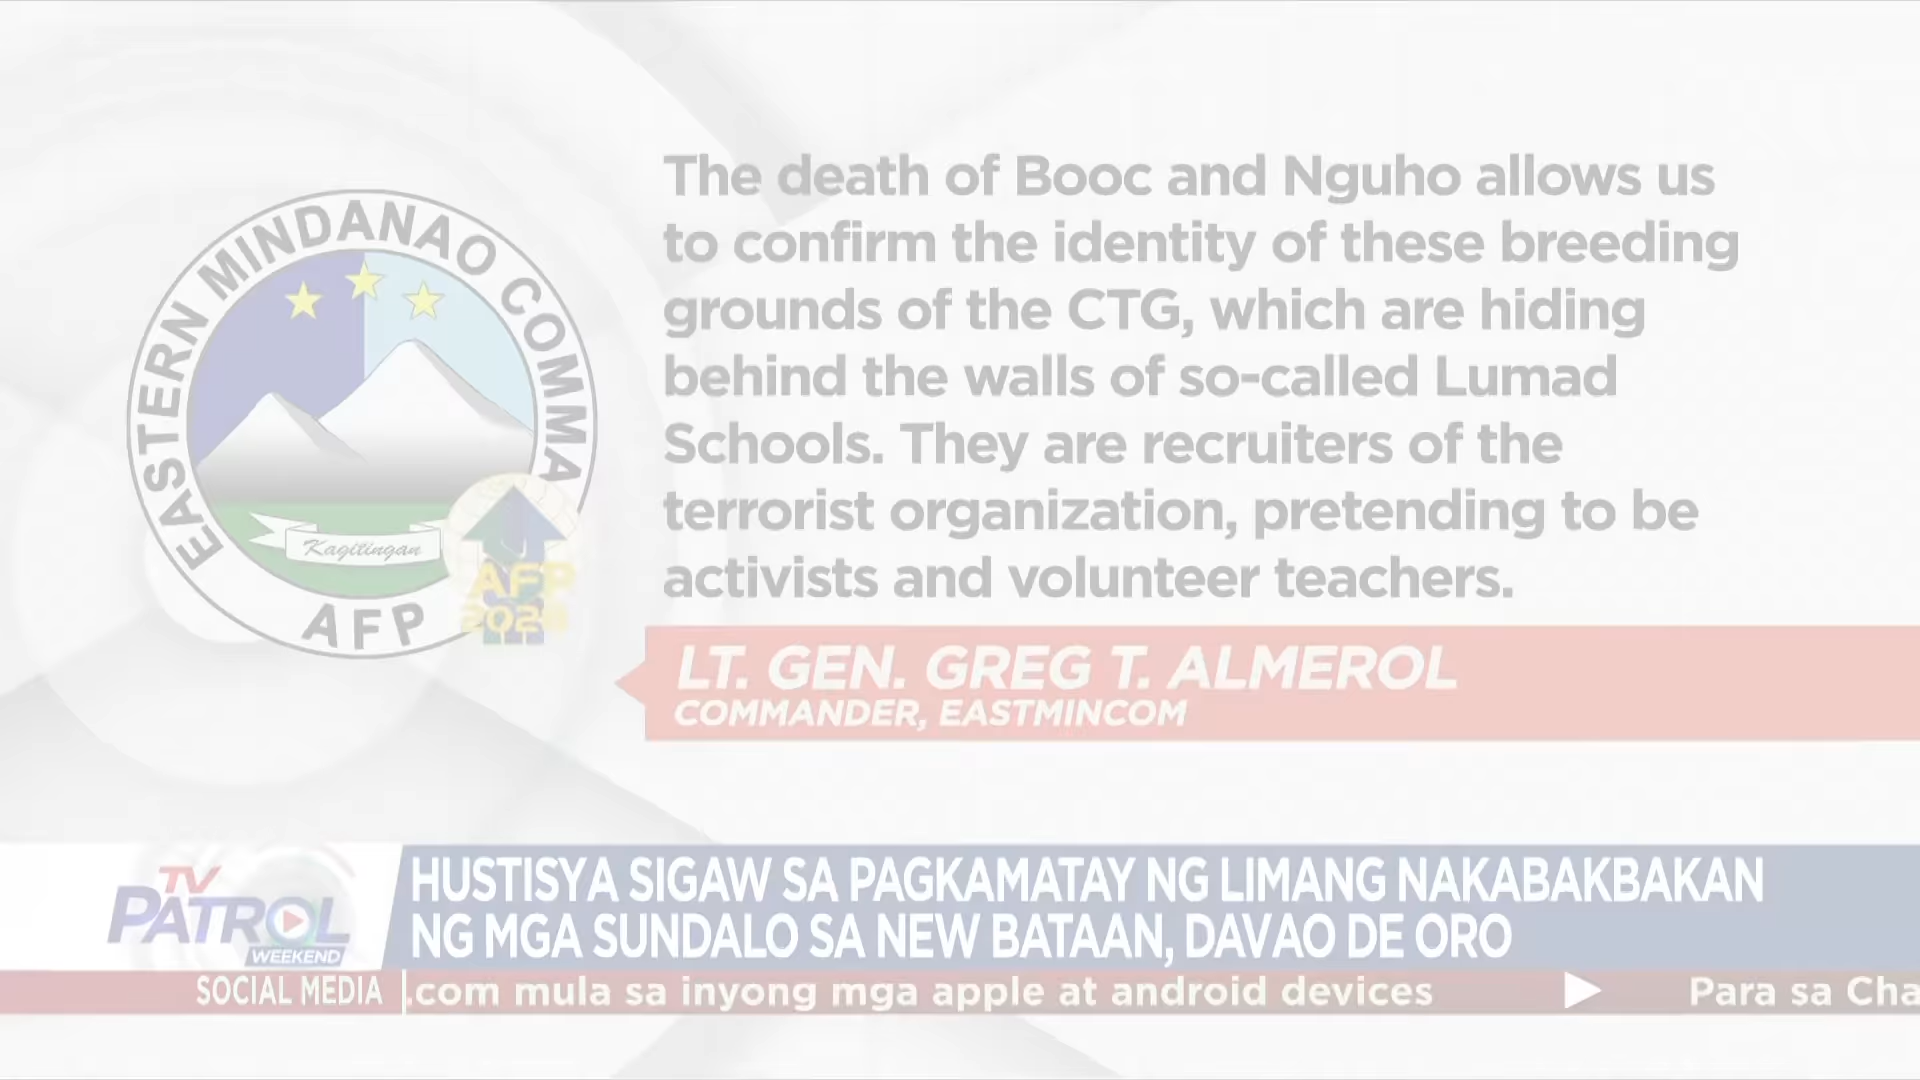 The death of Booc and Nguho allows us
to confirm the identity of these breeding
grounds of the CTG, which are hiding
behind the walls of so-called Lumad
Schools. They are recruiters of the
terrorist organization, pretending to be
activists and volunteer teachers.
EASTERN MINDANAO COMMA
Kagitingan
AFP
AFP
2028
LT. GEN. GREG T. ALMEROL
COMMANDER, EASTMINCOM
TV
PATROL
WEEKEND
HUSTISYA SIGAW SA PAGKAMATAY NG LIMANG NAKABAKBAKAN
NG MGA SUNDALO SA NEW BATAAN, DAVAO DE ORO
SOCIAL MEDIA
.com mula sa inyong mga apple at android devices Para sa Cha